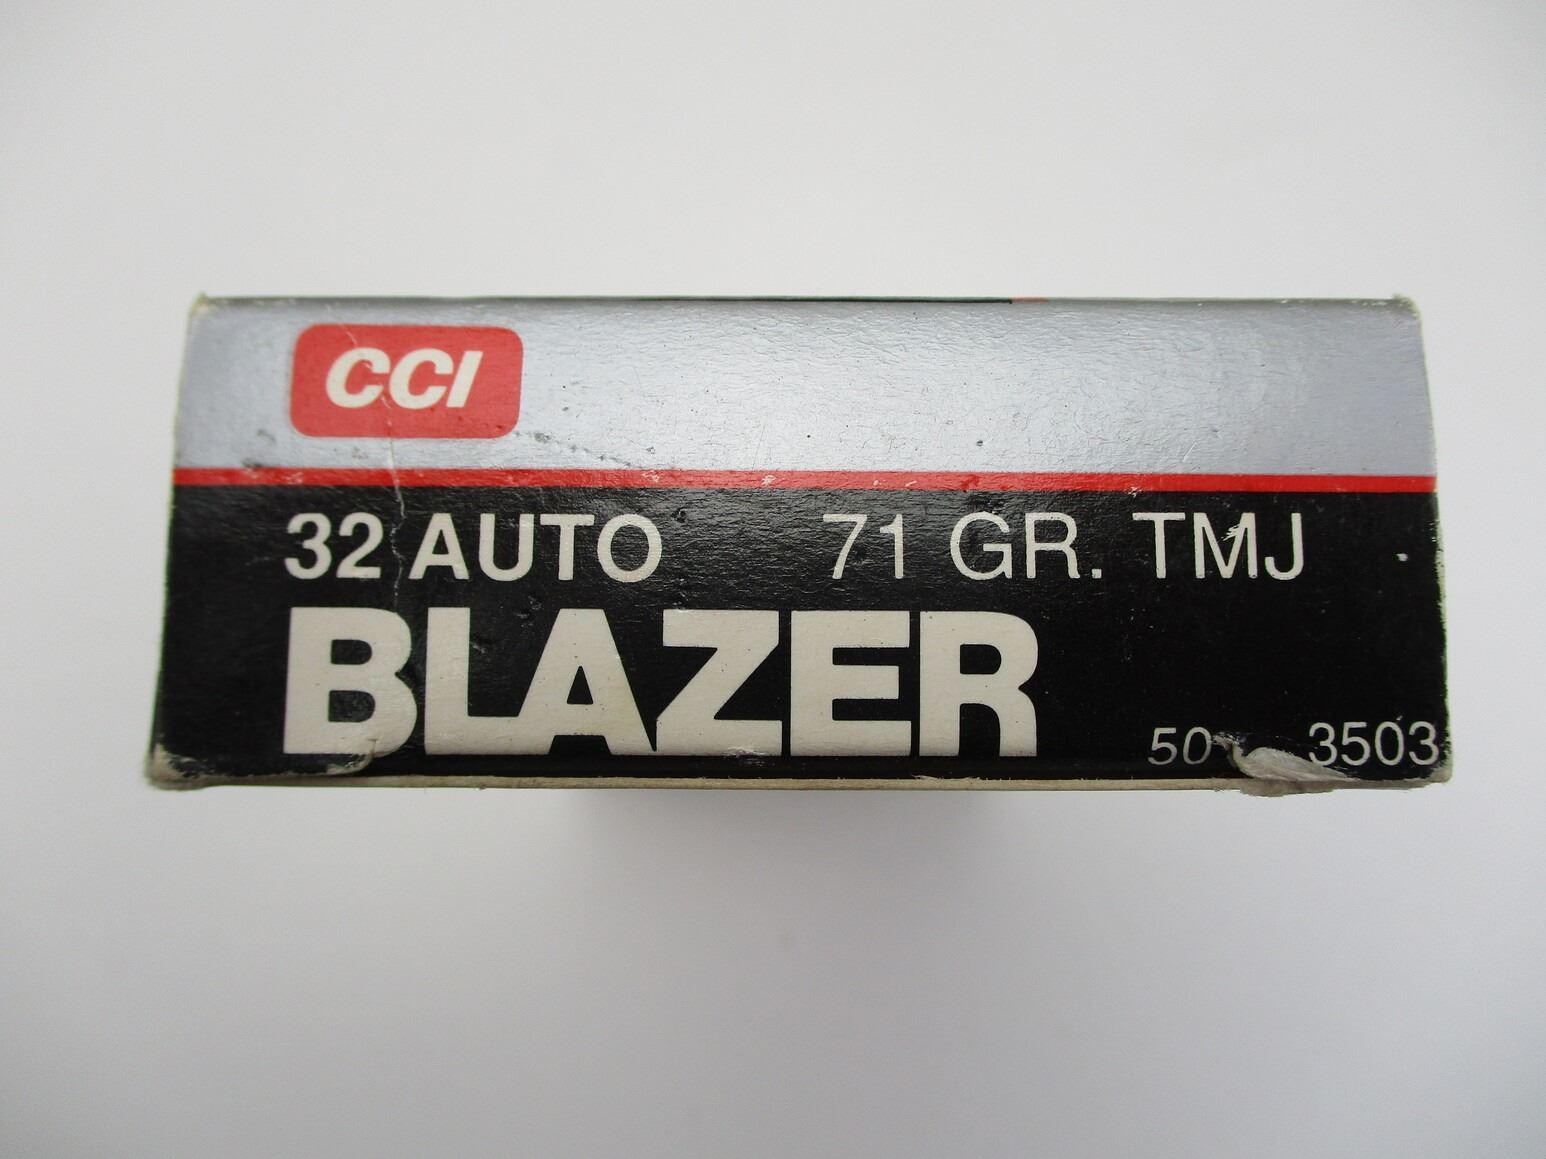 CCI
32 AUTO 71 GR. TMJ
BLAZER
50 3503